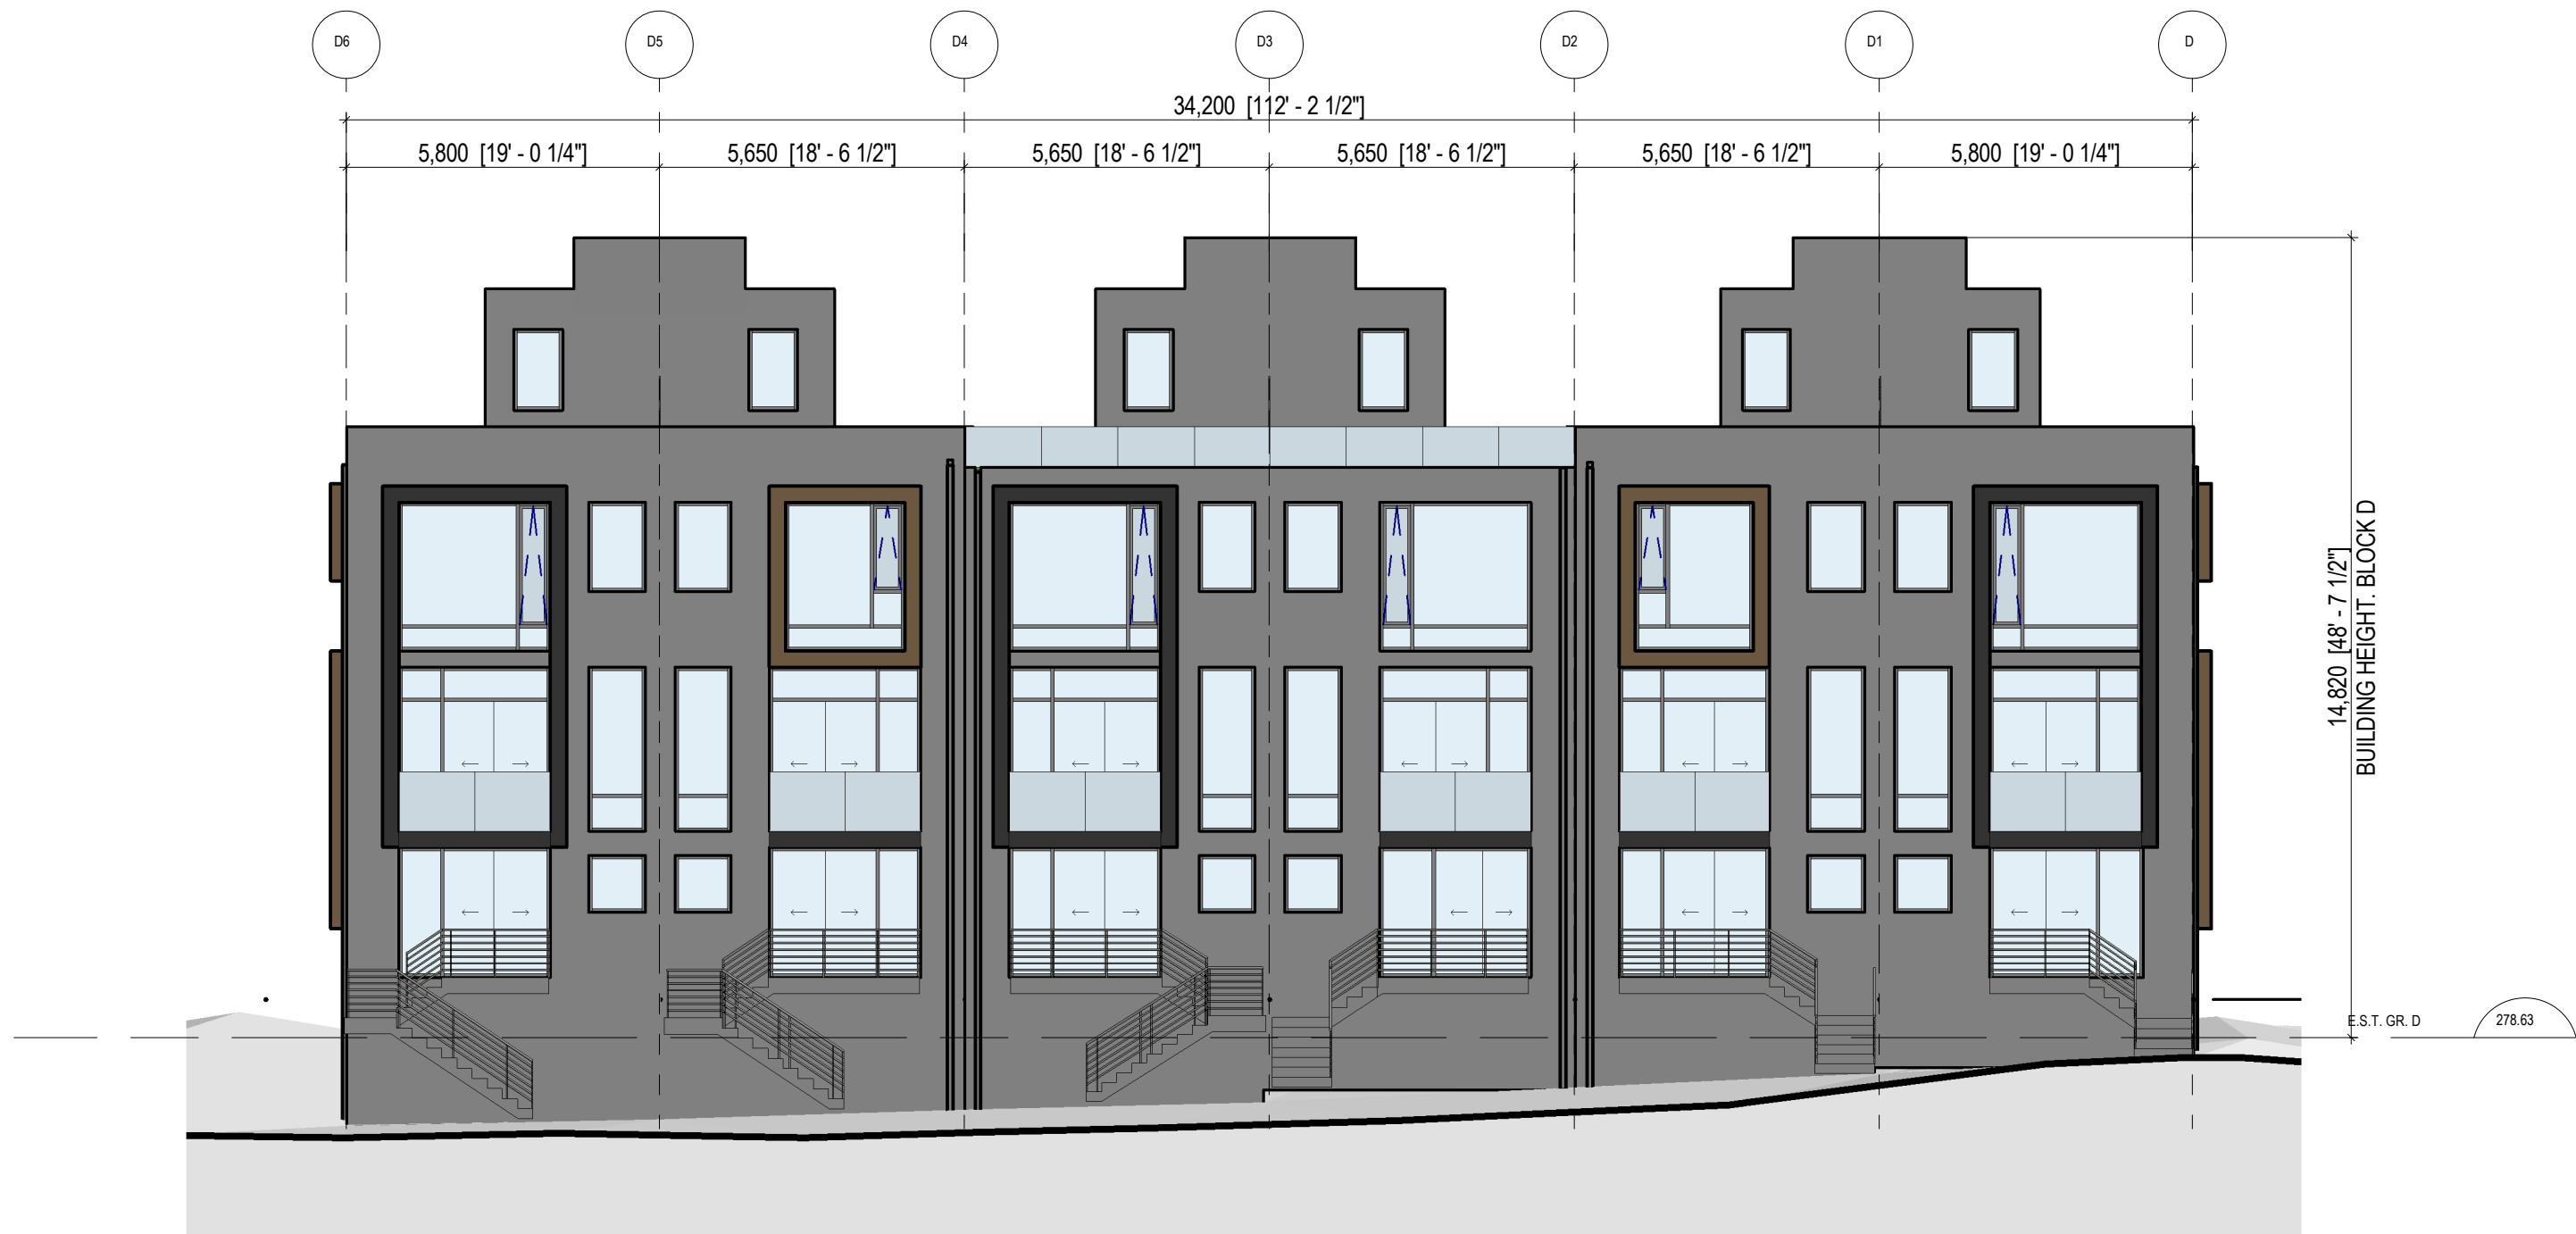 D6 D5 D4 D3 D2 D1 D
34,200 [112' - 2 1/2"]
5,800 [19' - 0 1/4"] 5,650 [18' - 6 1/2"] 5,650 [18' - 6 1/2"] 5,650 [18' - 6 1/2"] 5,650 [18' - 6 1/2"] 5,800 [19' - 0 1/4"]
14,820 [48' - 7 1/2"]
BUILDING HEIGHT. BLOCK D
E.S.T. GR. D
278.63